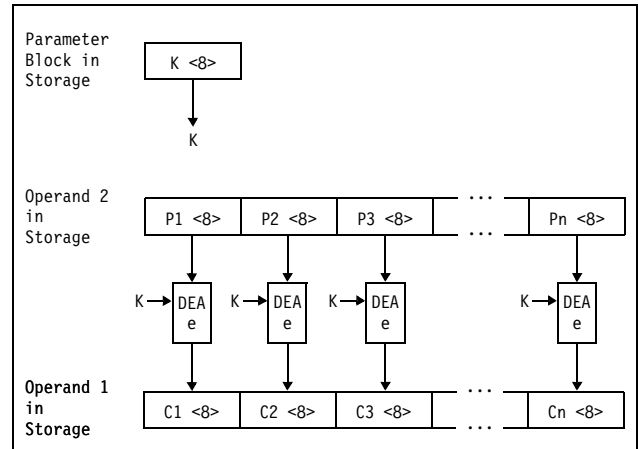 Parameter
Block in
Storage
K <8>
K
Operand 2
in
Storage
P1 <8> P2 <8> P3 <8> ... Pn <8>
...
K DEA e K DEA e K DEA e K DEA e
Operand 1
in
Storage
...
C1 <8> C2 <8> C3 <8> Cn <8>
...